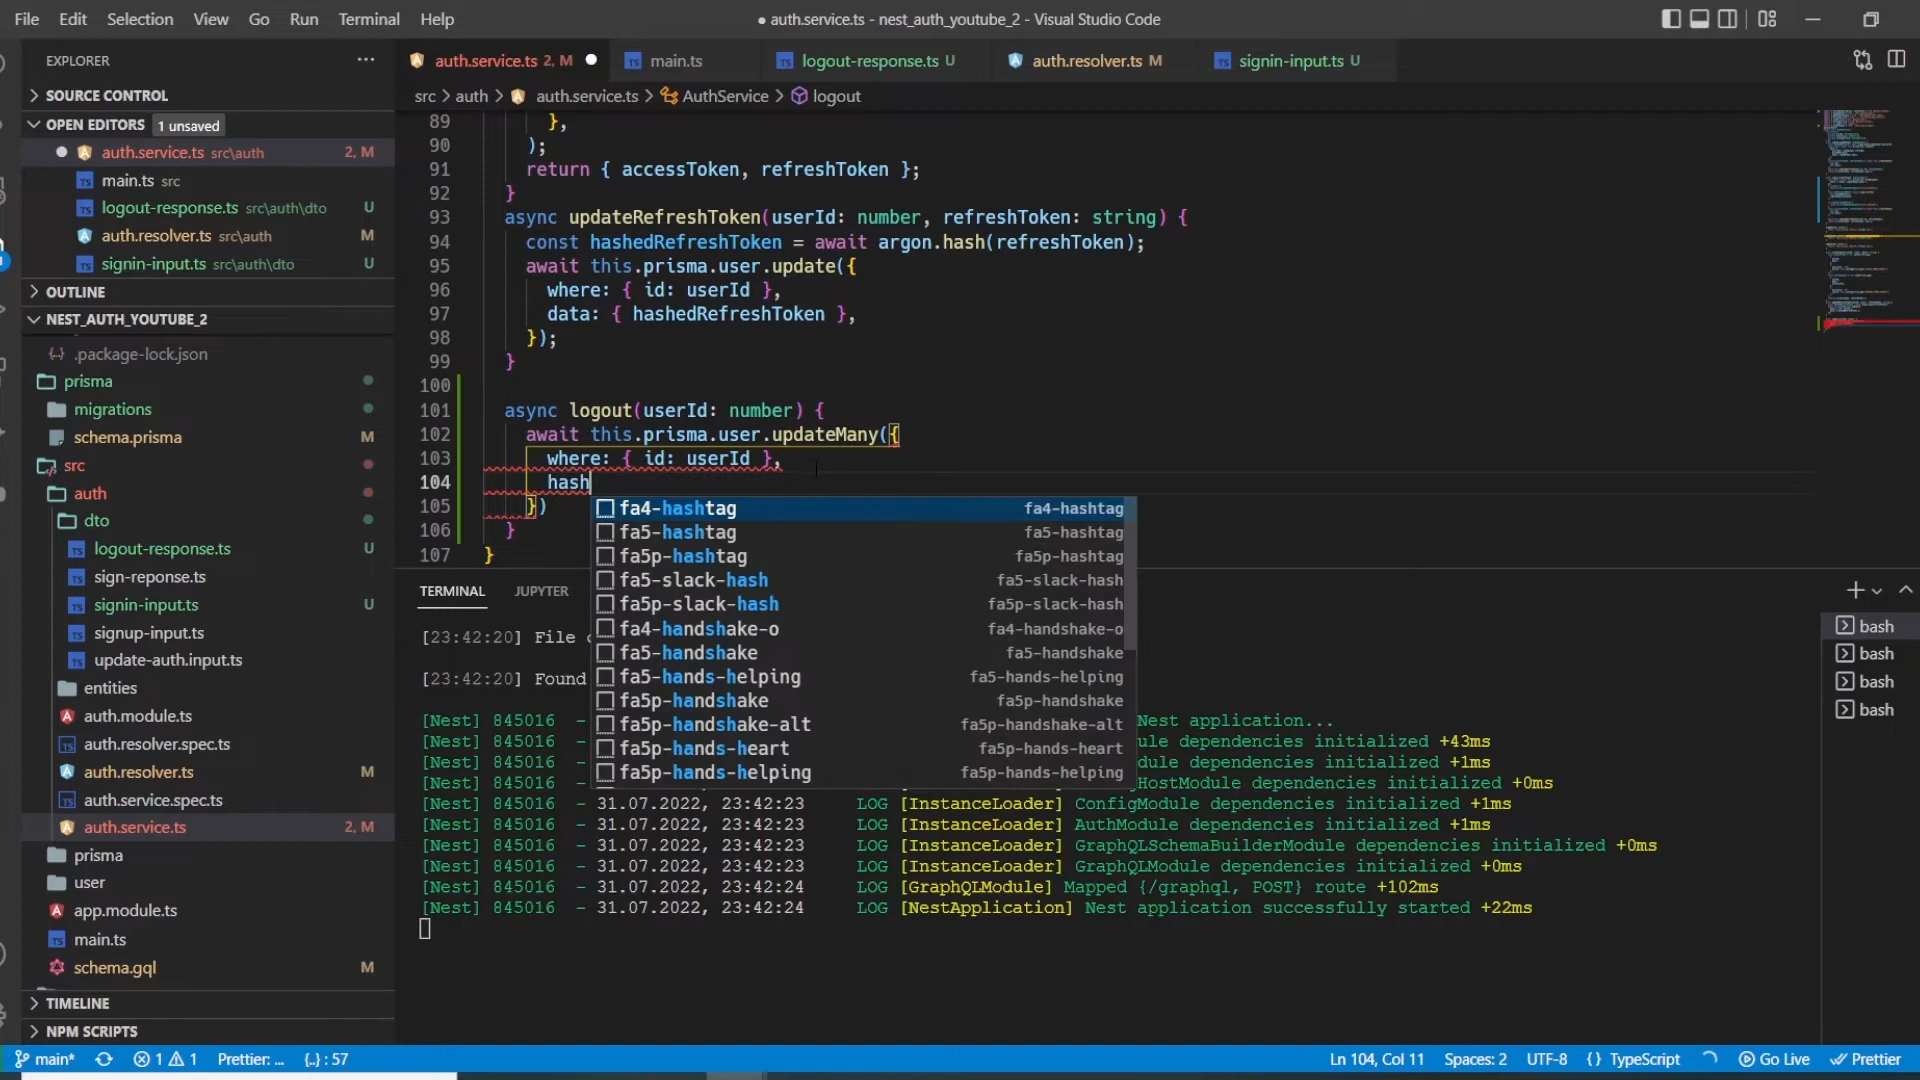 File Edit Selection View Go Run Terminal Help
● auth.service.ts - nest_auth_youtube_2 - Visual Studio Code
EXPLORER
SOURCE CONTROL
OPEN EDITORS 1 unsaved
auth.service.ts src\auth 2, M
main.ts src
logout-response.ts src\auth\dto U
auth.resolver.ts src\auth M
signin-input.ts src\auth\dto U
OUTLINE
NEST_AUTH_YOUTUBE_2
.package-lock.json
prisma
migrations
schema.prisma M
src
auth
dto
logout-response.ts U
sign-reponse.ts
signin-input.ts U
signup-input.ts
update-auth.input.ts
entities
auth.module.ts
auth.resolver.spec.ts
auth.resolver.ts M
auth.service.spec.ts
auth.service.ts 2, M
prisma
user
app.module.ts
main.ts
schema.gql M
TIMELINE
NPM SCRIPTS
auth.service.ts 2, M main.ts logout-response.ts U auth.resolver.ts M signin-input.ts U
src > auth > auth.service.ts > AuthService > logout
89 },
90 );
91 return { accessToken, refreshToken };
92 }
93 async updateRefreshToken(userId: number, refreshToken: string) {
94 const hashedRefreshToken = await argon.hash(refreshToken);
95 await this.prisma.user.update({
96 where: { id: userId },
97 data: { hashedRefreshToken },
98 });
99 }
100
101 async logout(userId: number) {
102 await this.prisma.user.updateMany({
103 where: { id: userId },
104 hash
105 })
106 }
107 }
fa4-hashtag fa4-hashtag
fa5-hashtag fa5-hashtag
fa5p-hashtag fa5p-hashtag
fa5-slack-hash fa5-slack-hash
fa5p-slack-hash fa5p-slack-hash
fa4-handshake-o fa4-handshake-o
fa5-handshake fa5-handshake
fa5-hands-helping fa5-hands-helping
fa5p-handshake fa5p-handshake
fa5p-handshake-alt fa5p-handshake-alt
fa5p-hands-heart fa5p-hands-heart
fa5p-hands-helping fa5p-hands-helping
TERMINAL JUPYTER
[23:42:20] File
[23:42:20] Found
[Nest] 845016 - Nest application...
[Nest] 845016 - dependencies initialized +43ms
[Nest] 845016 - dependencies initialized +1ms
[Nest] 845016 - HostModule dependencies initialized +0ms
[Nest] 845016 - 31.07.2022, 23:42:23 LOG [InstanceLoader] ConfigModule dependencies initialized +1ms
[Nest] 845016 - 31.07.2022, 23:42:23 LOG [InstanceLoader] AuthModule dependencies initialized +1ms
[Nest] 845016 - 31.07.2022, 23:42:23 LOG [InstanceLoader] GraphQLSchemaBuilderModule dependencies initialized +0ms
[Nest] 845016 - 31.07.2022, 23:42:23 LOG [InstanceLoader] GraphQLModule dependencies initialized +0ms
[Nest] 845016 - 31.07.2022, 23:42:24 LOG [GraphQLModule] Mapped {/graphql, POST} route +102ms
[Nest] 845016 - 31.07.2022, 23:42:24 LOG [NestApplication] Nest application successfully started +22ms
bash
bash
bash
bash
main* 1 1 Prettier: ... {..} : 57 Ln 104, Col 11 Spaces: 2 UTF-8 {} TypeScript Go Live Prettier